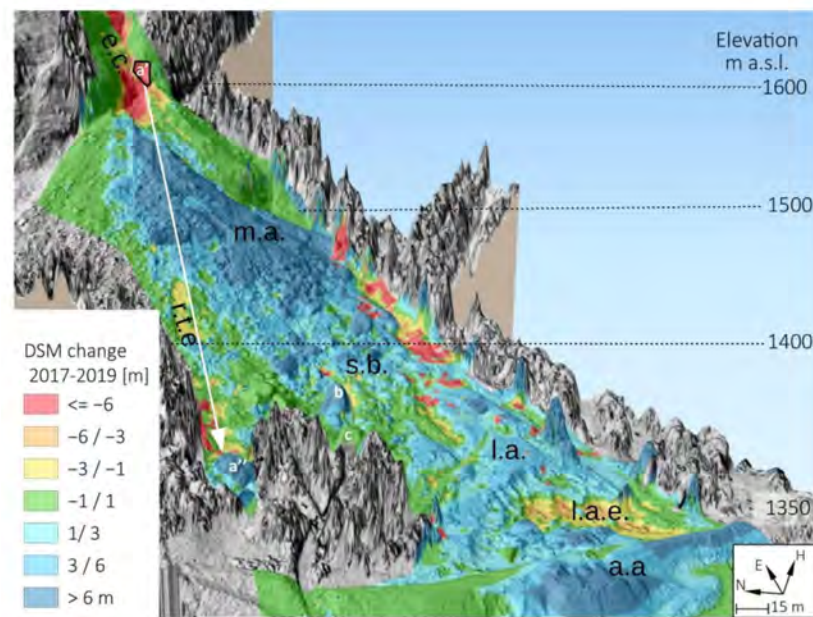 Elevation
m a.s.l.
1600
1500
1400
1350
e.c.
a'
m.a.
r.t.e
s.b.
b
c
a''
l.a.
l.a.e.
a.a
DSM change
2017-2019 [m]
<= −6
−6 / −3
−3 / −1
−1 / 1
1/ 3
3/ 6
> 6 m
H
E
N
15 m